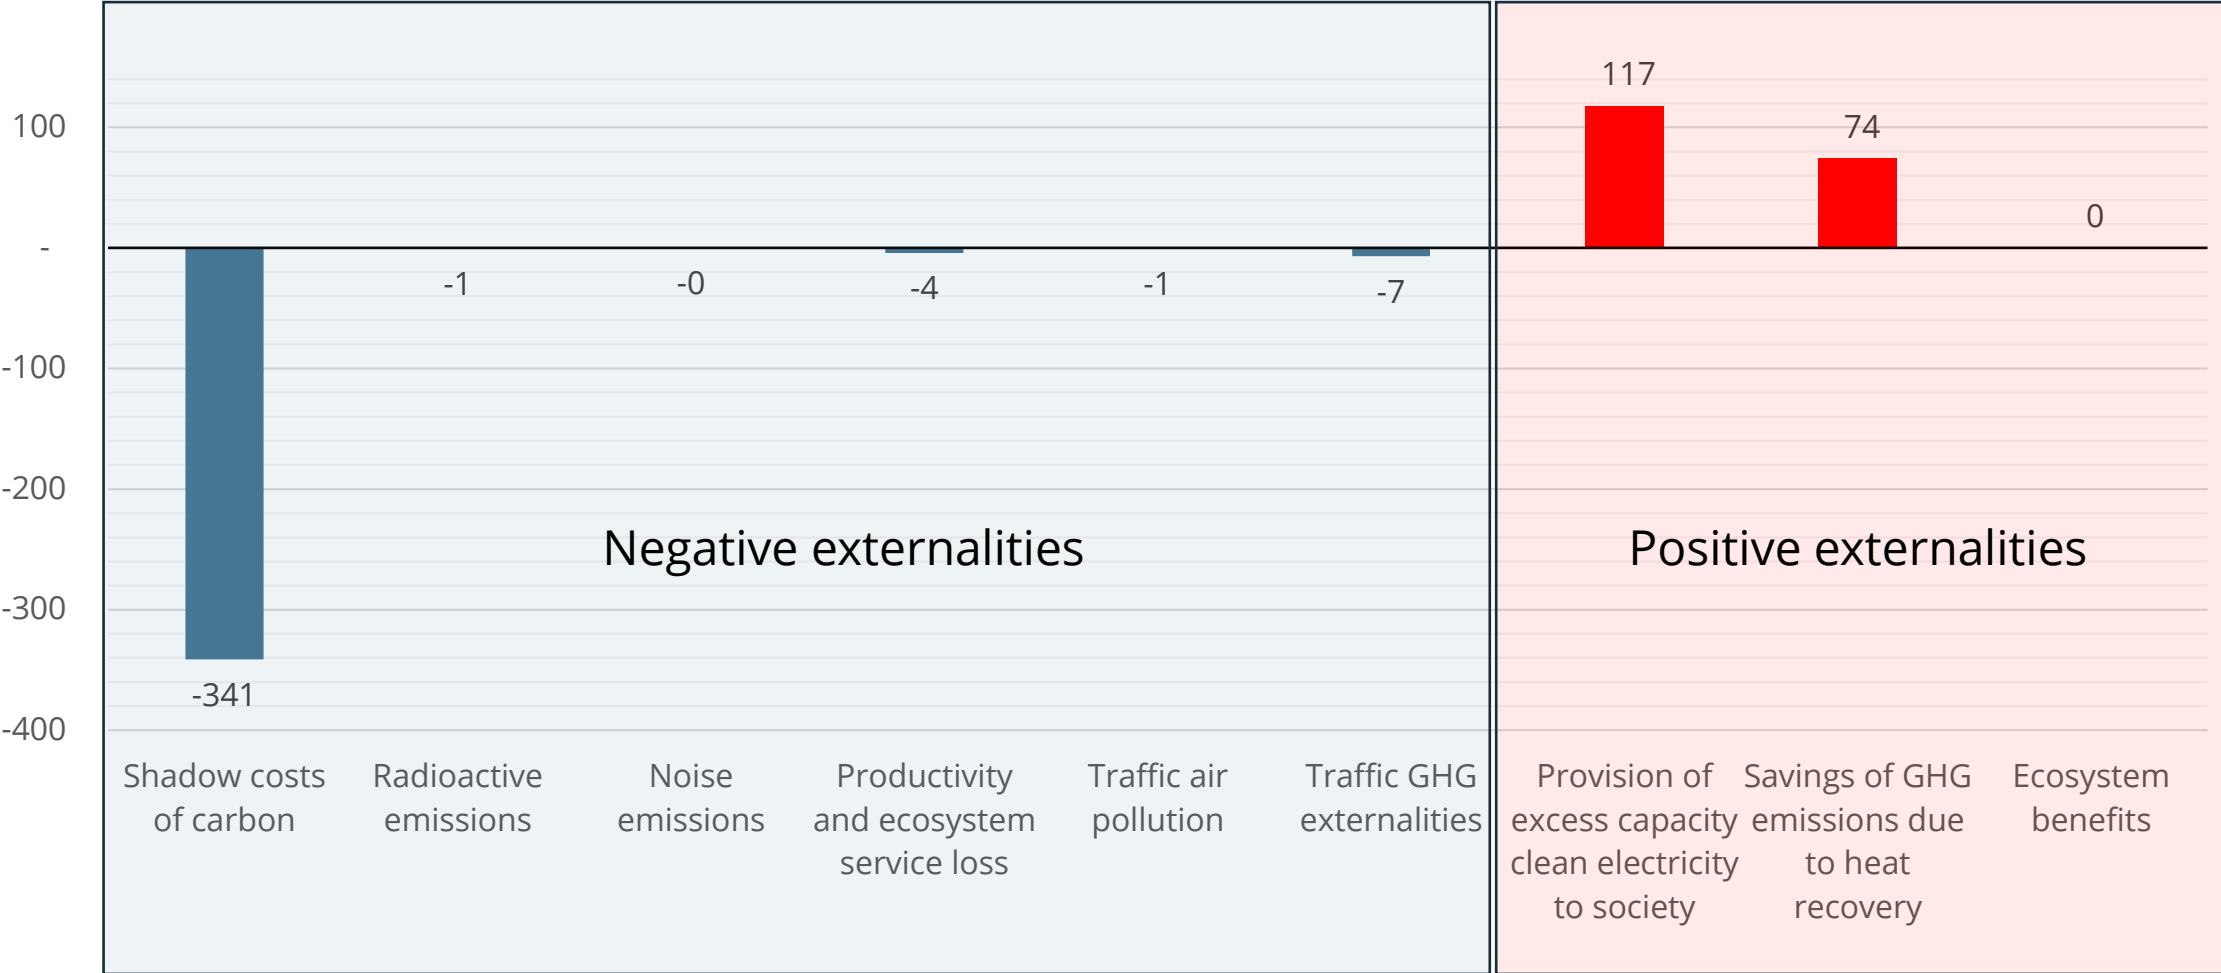 117
100
74
0
-
-1
-0
-4
-1
-7
-100
-200
Negative externalities
Positive externalities
-300
-341
-400
Shadow costs
of carbon
Radioactive
emissions
Noise
emissions
Productivity
and ecosystem
service loss
Traffic air
pollution
Traffic GHG
externalities
Provision of
excess capacity
clean electricity
to society
Savings of GHG
emissions due
to heat
recovery
Ecosystem
benefits